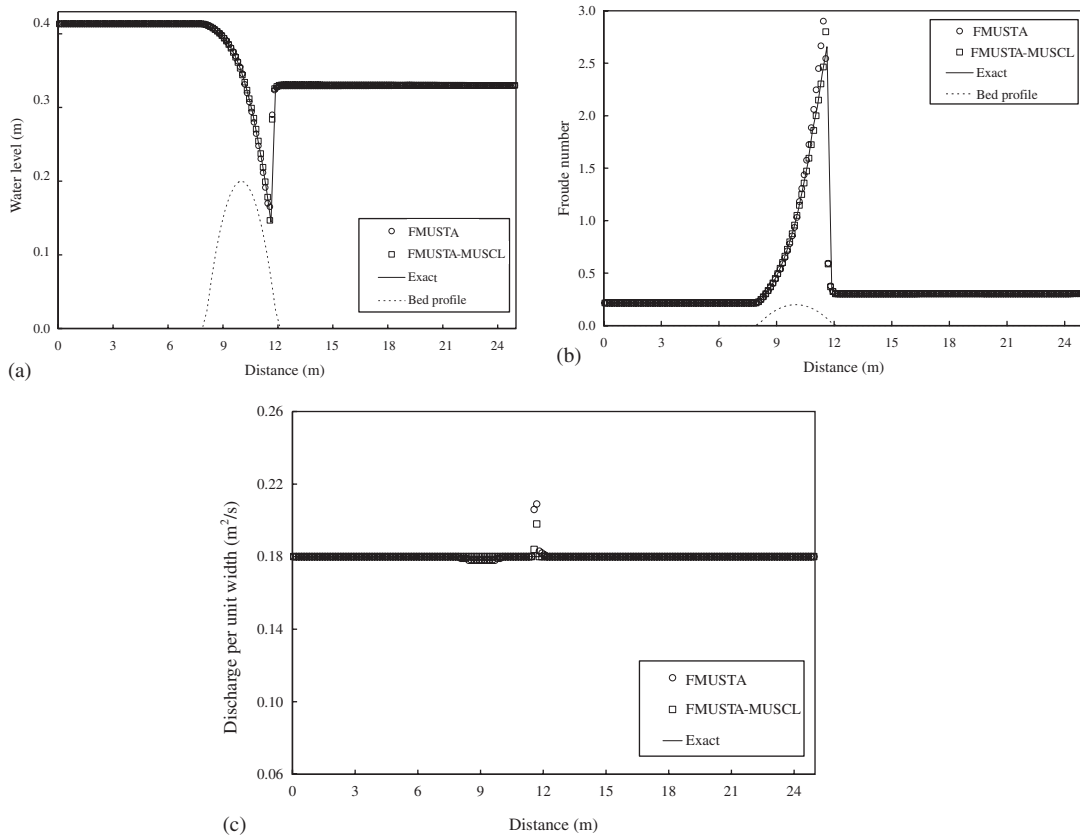 0.4
0.3
0.2
0.1
0.0
Water level (m)
FMUSTA
FMUSTA-MUSCL
Exact
Bed profile
0 3 6 9 12 15 18 21 24
Distance (m)
(a)
3.0
2.5
2.0
1.5
1.0
0.5
0.0
Froude number
FMUSTA
FMUSTA-MUSCL
Exact
Bed profile
0 3 6 9 12 15 18 21 24
Distance (m)
(b)
0.26
0.22
0.18
0.14
0.10
0.06
Discharge per unit width (m²/s)
FMUSTA
FMUSTA-MUSCL
Exact
0 3 6 9 12 15 18 21 24
Distance (m)
(c)